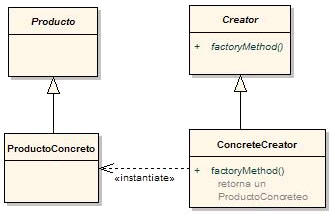 Producto
Creator
+ factoryMethod()
ProductoConcreto
ConcreteCreator
«instantiate»
+ factoryMethod()
retorna un
ProductoConcreteo